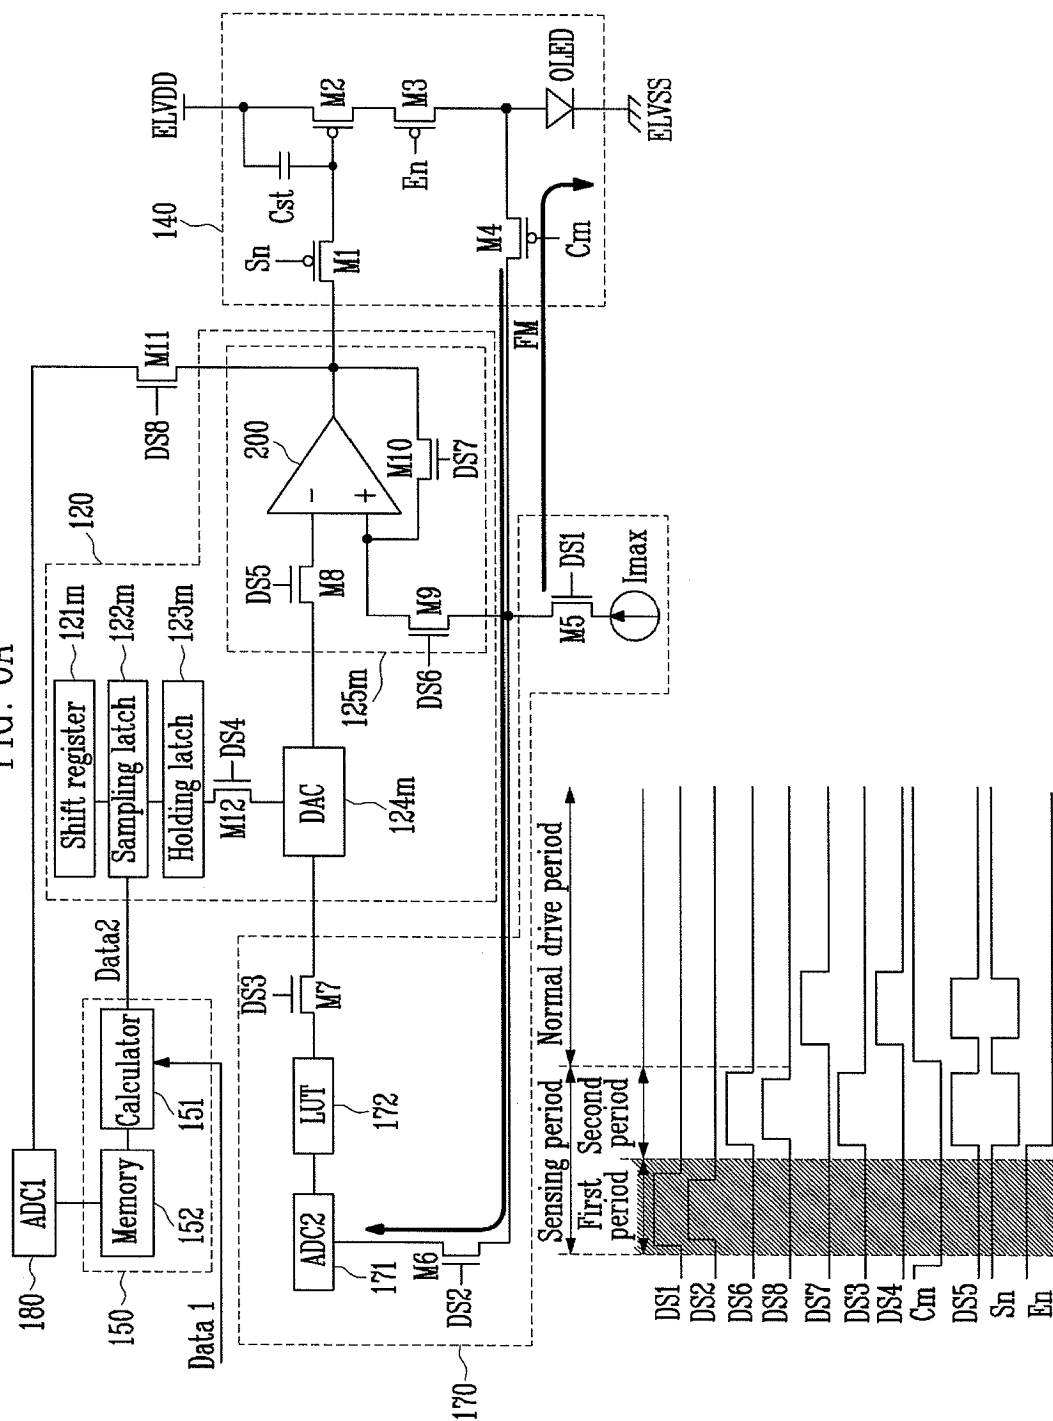 FIG. 6A
180
ADC1
150
Memory
152
Calculator
151
Data 1
Data2
120
Shift register
121m
Sampling latch
122m
Holding latch
123m
M12
DS4
DAC
124m
125m
DS5
M8
200
-
+
M10
DS7
M9
DS6
DS8
M11
140
ELVDD
Cst
Sn
M1
M2
M3
En
M4
Cm
OLED
ELVSS
FM
170
ADC2
171
LUT
172
DS3
M7
M6
DS2
M5
DS1
Imax
Sensing period
Normal drive period
First
period
Second
period
DS1
DS2
DS6
DS8
DS7
DS3
DS4
Cm
DS5
Sn
En